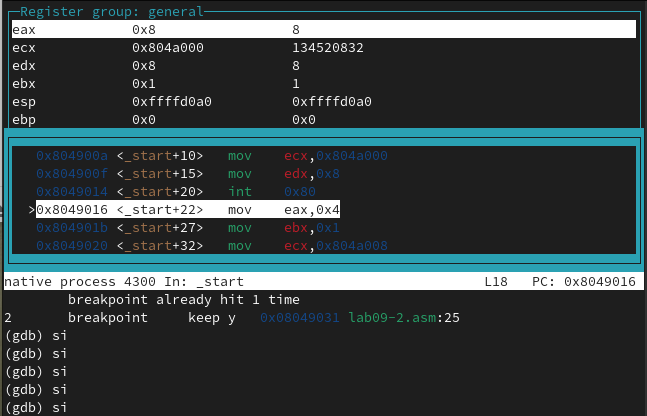 Register group: general
eax 0x8 8
ecx 0x804a000 134520832
edx 0x8 8
ebx 0x1 1
esp 0xffffd0a0 0xffffd0a0
ebp 0x0 0x0
0x804900a <_start+10> mov ecx,0x804a000
0x804900f <_start+15> mov edx,0x8
0x8049014 <_start+20> int 0x80
>0x8049016 <_start+22> mov eax,0x4
0x804901b <_start+27> mov ebx,0x1
0x8049020 <_start+32> mov ecx,0x804a008
native process 4300 In: _start L18 PC: 0x8049016
breakpoint already hit 1 time
2 breakpoint keep y 0x08049031 lab09-2.asm:25
(gdb) si
(gdb) si
(gdb) si
(gdb) si
(gdb) si